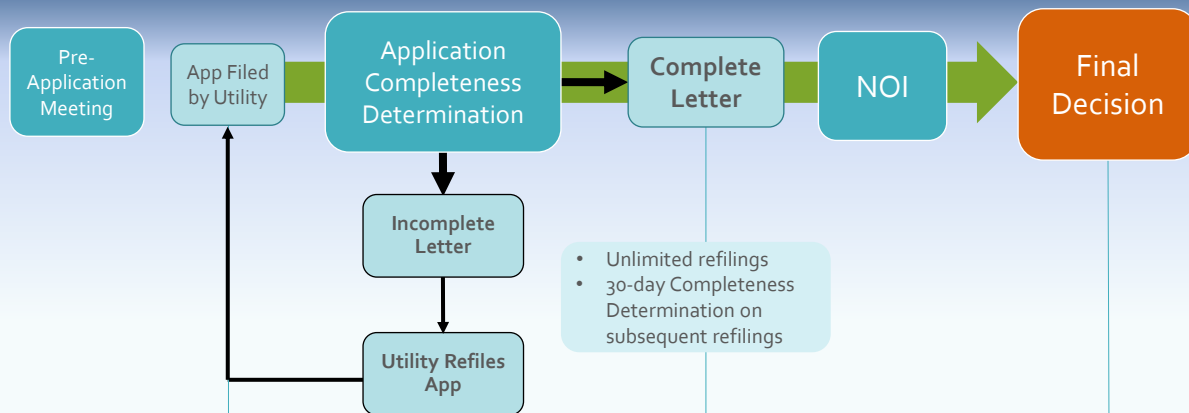 Pre-
Application
Meeting
App Filed
by Utility
Application
Completeness
Determination
Complete
Letter
NOI
Final
Decision
Incomplete
Letter
• Unlimited refilings
• 30-day Completeness
Determination on
subsequent refilings
Utility Refiles
App